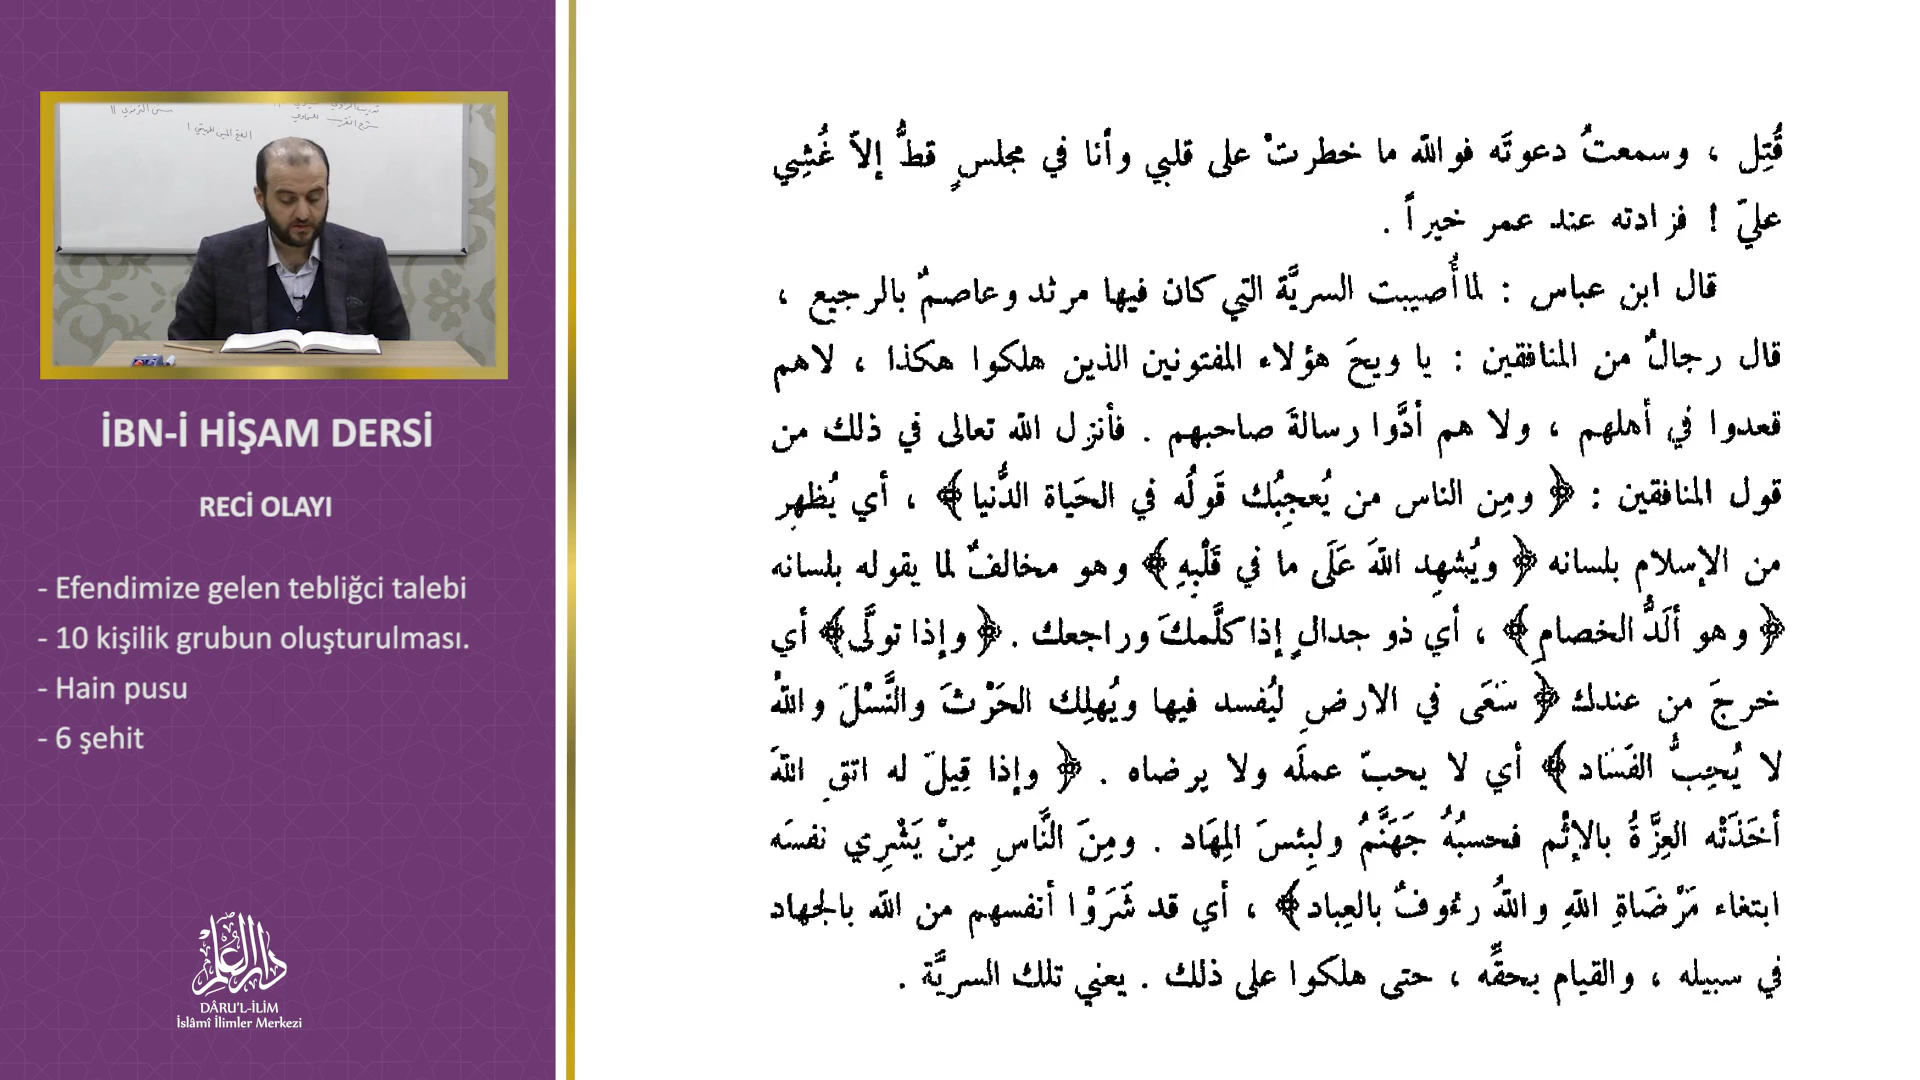 İBN-İ HİŞAM DERSİ
RECİ OLAYI
- Efendimize gelen tebliğci talebi
- 10 kişilik grubun oluşturulması.
- Hain pusu
- 6 şehit
دار العلم
DÂRU'L-İLİM
İslâmî İlimler Merkezi
قُتِل ، وسمعتُ دعوتَه فوالله ما خطرتْ على قلبي وأنا في مجلسٍ قطُّ إلاّ غُشِي
عليّ ! فزادته عند عمر خيراً .
قال ابن عباس : لما أُصيبت السريَّة التي كان فيها مرثد وعاصمٌ بالرجيع ،
قال رجالٌ من المنافقين : يا ويحَ هؤلاء المفتونين الذين هلكوا هكذا ، لاهم
قعدوا في أهلهم ، ولا هم أدَّوا رسالةَ صاحبهم . فأنزل الله تعالى في ذلك من
قول المنافقين : ﴿ ومِن الناس من يُعجِبُك قَولُه في الحَياة الدُّنيا ﴾ ، أي يُظهِر
من الإسلام بلسانه ﴿ ويُشهِد اللهَ عَلَى ما في قَلْبِهِ ﴾ وهو مخالفٌ لما يقوله بلسانه
﴿ وهو ألَدُّ الخصامِ ﴾ ، أي ذو جدالٍ إذا كلَّمكَ وراجعك . ﴿ وإذا تولَّى ﴾ أي
خرجَ من عندك ﴿ سَعَى في الارضِ ليُفسد فيها ويُهلِك الحَرْثَ والنَّسْلَ واللهُ
لا يُحِبُّ الفَسَاد ﴾ أي لا يحبّ عملَه ولا يرضاه . ﴿ وإذا قِيلَ له اتقِ اللهَ
أخَذَتْه العِزَّةُ بالإثْم فحسبُهُ جَهَنَّمُ ولبِئسَ المِهَاد . ومِنَ النَّاسِ مِنْ يَشْرِي نفسَه
ابتغاء مَرْضَاةِ اللهِ واللهُ رءوفٌ بالعِباد ﴾ ، أي قد شَرَوْا أنفسهم من الله بالجهاد
في سبيله ، والقيام بحقِّه ، حتى هلكوا على ذلك . يعني تلك السريَّة .